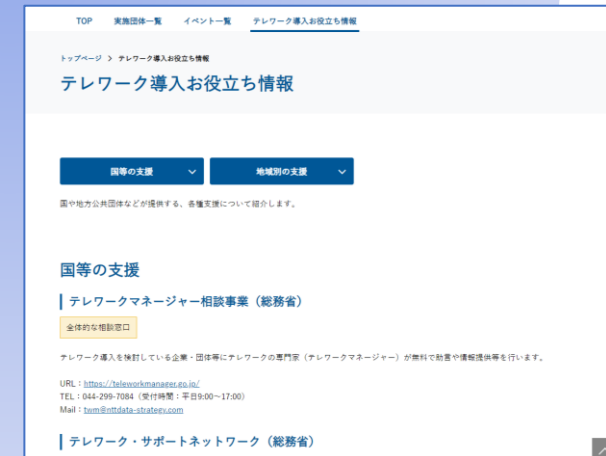 TOP 実施団体一覧 イベント一覧 テレワーク導入お役立ち情報
トップページ > テレワーク導入お役立ち情報
テレワーク導入お役立ち情報
国等の支援 地域別の支援
国や地方公共団体などが提供する、各種支援について紹介します。
国等の支援
テレワークマネージャー相談事業（総務省）
全体的な相談窓口
テレワーク導入を検討している企業・団体等にテレワークの専門家（テレワークマネージャー）が無料で助言や情報提供等を行います。
URL：https://teleworkmanager.go.jp/
TEL：044-299-7084（受付時間：平日9:00～17:00）
Mail：twm@nttdata-strategy.com
テレワーク・サポートネットワーク（総務省）